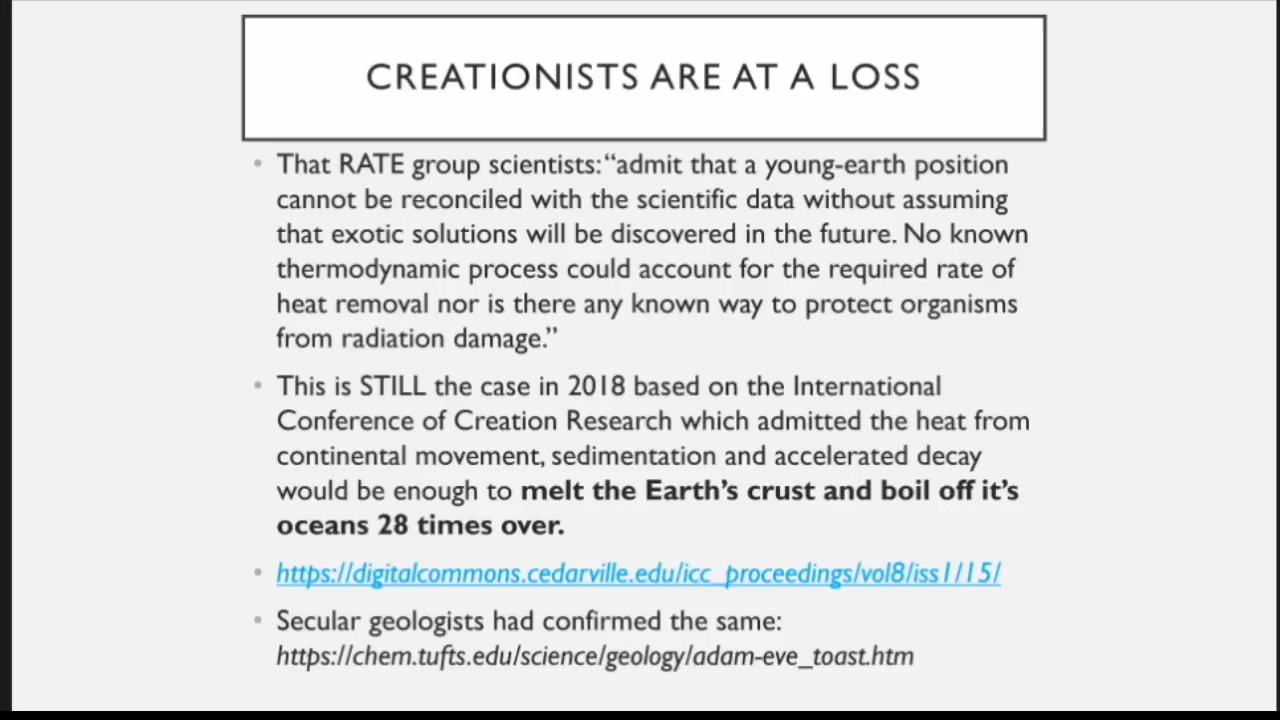 CREATIONISTS ARE AT A LOSS
• That RATE group scientists: “admit that a young-earth position
cannot be reconciled with the scientific data without assuming
that exotic solutions will be discovered in the future. No known
thermodynamic process could account for the required rate of
heat removal nor is there any known way to protect organisms
from radiation damage.”
• This is STILL the case in 2018 based on the International
Conference of Creation Research which admitted the heat from
continental movement, sedimentation and accelerated decay
would be enough to melt the Earth’s crust and boil off it’s
oceans 28 times over.
• https://digitalcommons.cedarville.edu/icc_proceedings/vol8/iss1/15/
• Secular geologists had confirmed the same:
https://chem.tufts.edu/science/geology/adam-eve_toast.htm